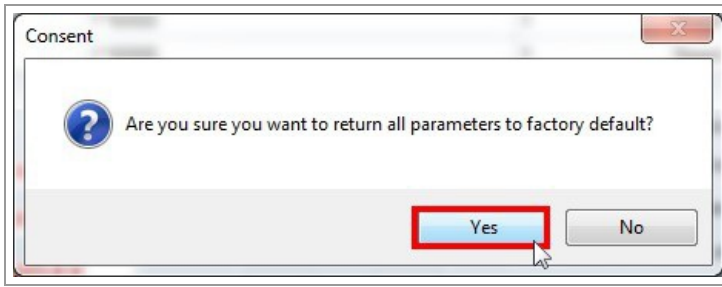 Consent
Are you sure you want to return all parameters to factory default?
Yes
No